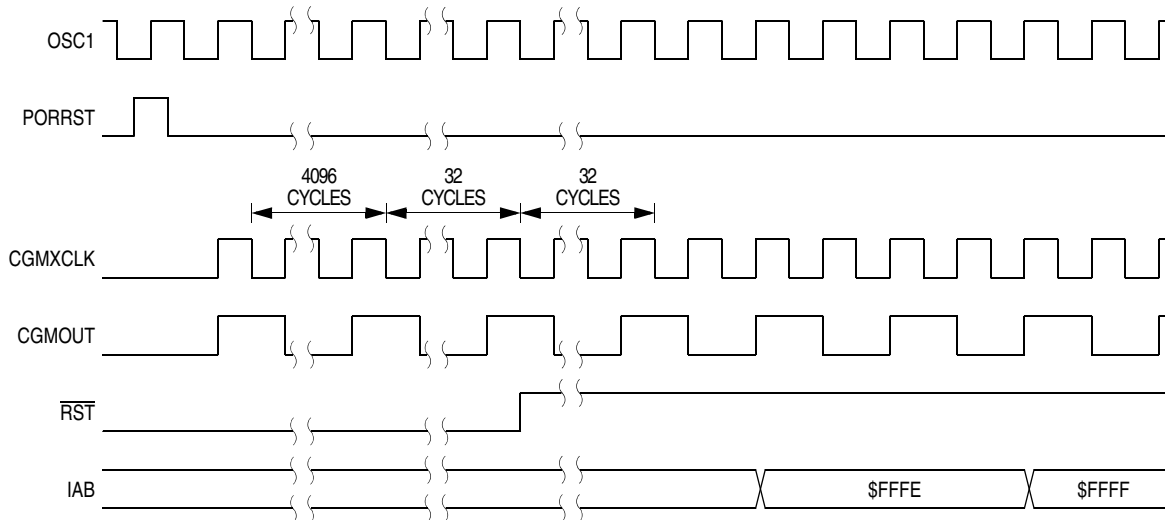 OSC1
PORRST
4096
CYCLES
32
CYCLES
32
CYCLES
CGMXCLK
CGMOUT
RST
IAB
$FFFE
$FFFF